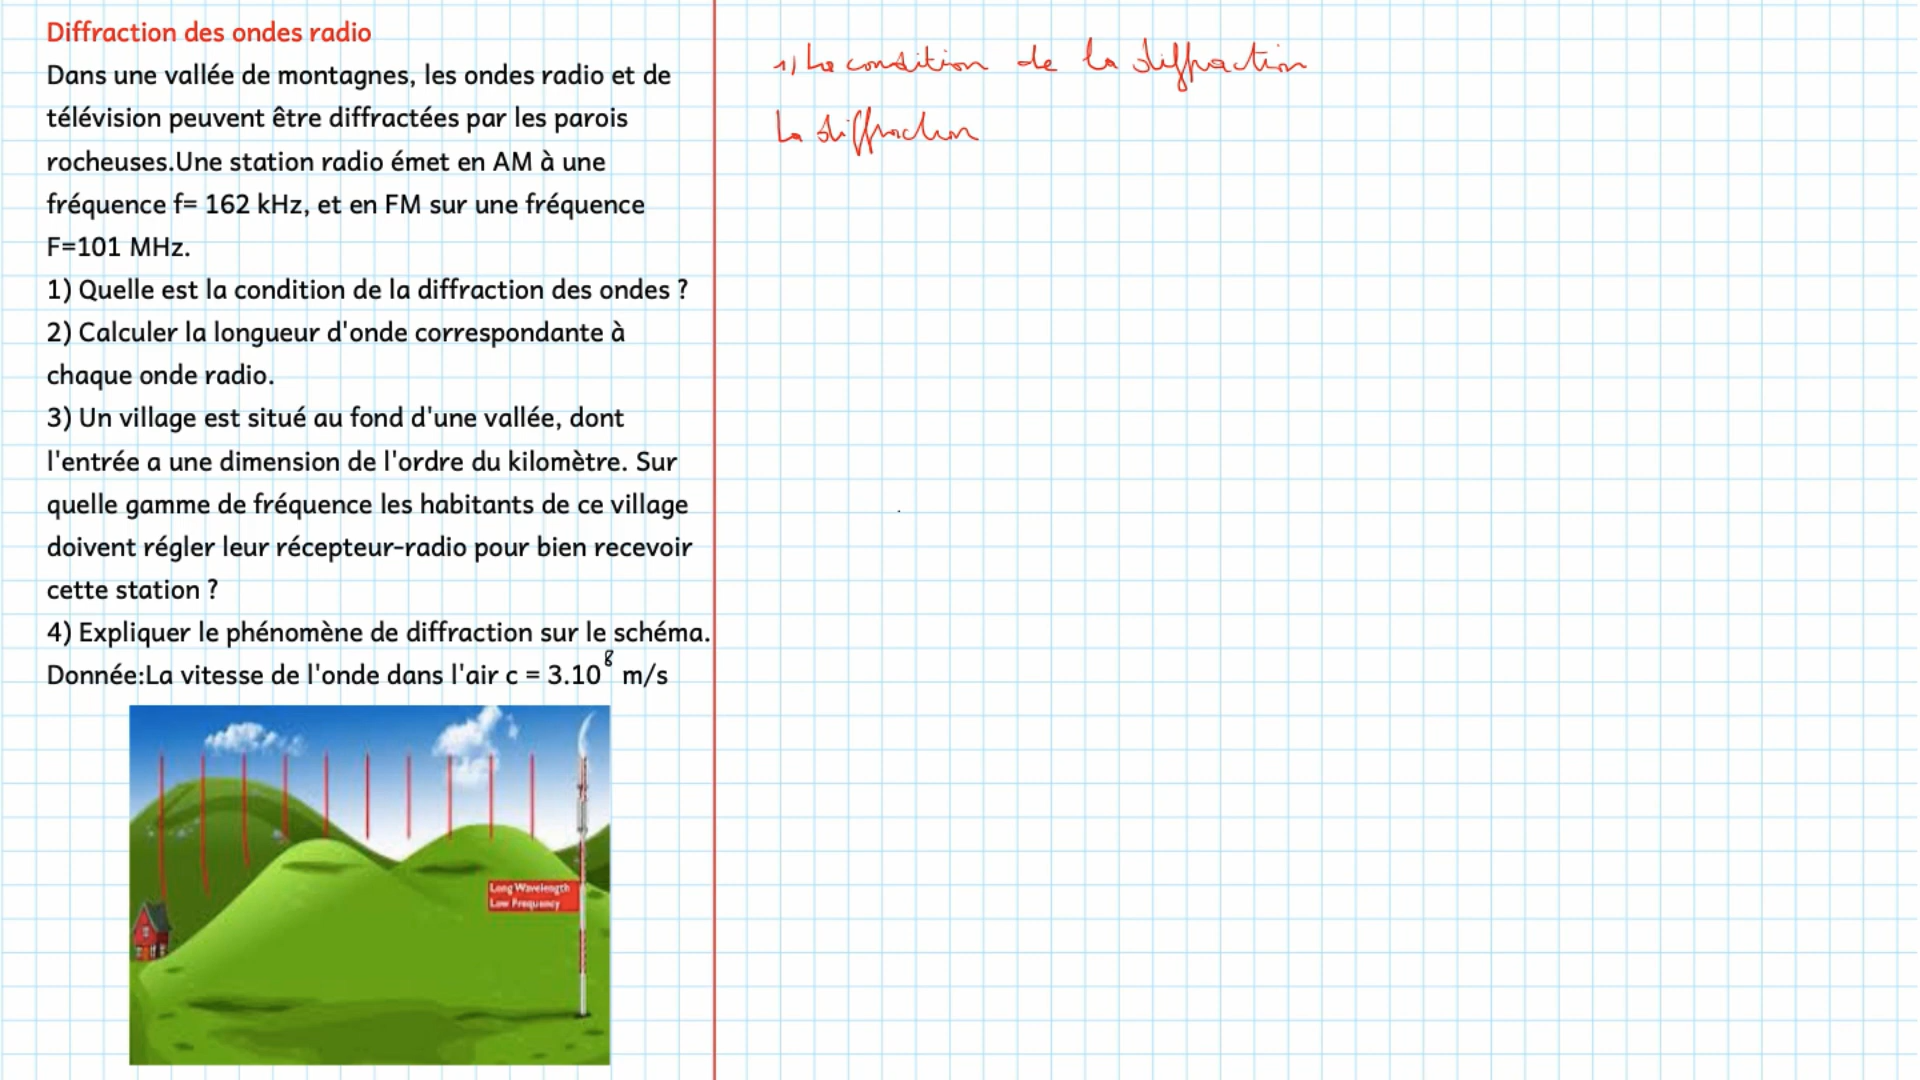 Diffraction des ondes radio
Dans une vallée de montagnes, les ondes radio et de
télévision peuvent être diffractées par les parois
rocheuses.Une station radio émet en AM à une
fréquence f= 162 kHz, et en FM sur une fréquence
F=101 MHz.
1) Quelle est la condition de la diffraction des ondes ?
2) Calculer la longueur d'onde correspondante à
chaque onde radio.
3) Un village est situé au fond d'une vallée, dont
l'entrée a une dimension de l'ordre du kilomètre. Sur
quelle gamme de fréquence les habitants de ce village
doivent régler leur récepteur-radio pour bien recevoir
cette station ?
4) Expliquer le phénomène de diffraction sur le schéma.
Donnée:La vitesse de l'onde dans l'air c = 3.10⁸ m/s
Long Wavelength
Low Frequency
1) La condition de la diffraction
La diffraction